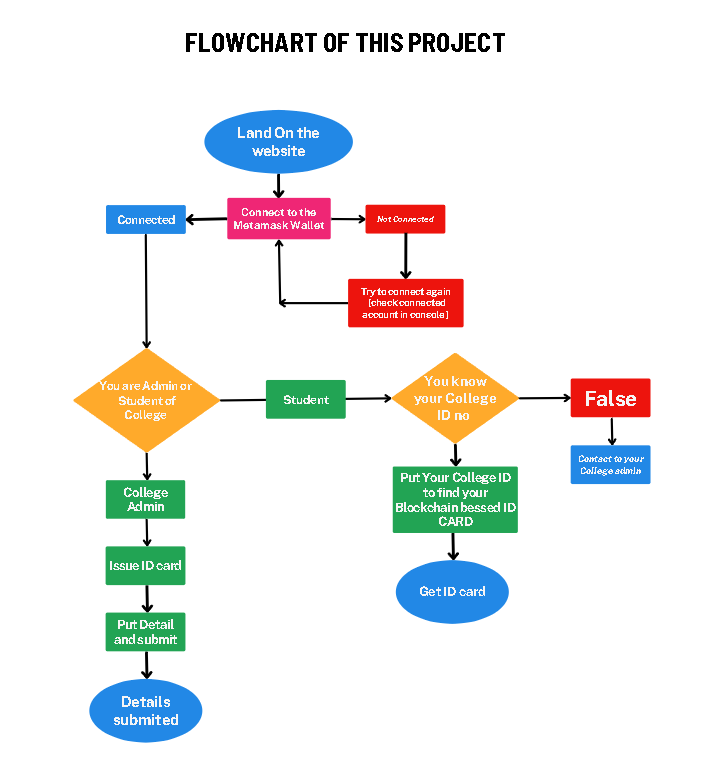 FLOWCHART OF THIS PROJECT
Land On the
website
Connected
Connect to the
Metamask Wallet
Not Connected
Try to connect again
[check connected
account in console]
You are Admin or
Student of
College
Student
You know
your College
ID no
False
Contact to your
College admin
College
Admin
Put Your College ID
to find your
Blockchain bessed ID
CARD
Issue ID card
Get ID card
Put Detail
and submit
Details
submited